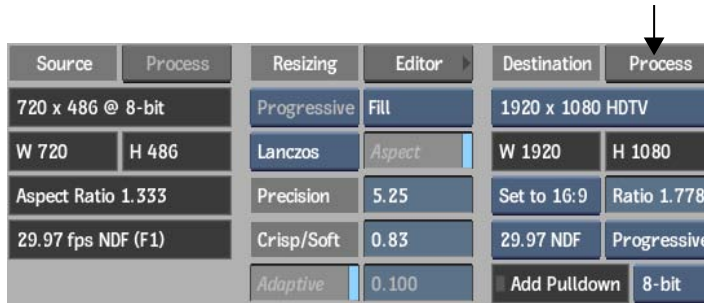 Source Process Resizing Editor Destination Process
720 x 486 @ 8-bit Progressive Fill 1920 x 1080 HDTV
W 720 H 486 Lanczos Aspect W 1920 H 1080
Aspect Ratio 1.333 Precision 5.25 Set to 16:9 Ratio 1.778
29.97 fps NDF (F1) Crisp/Soft 0.83 29.97 NDF Progressive
Adaptive 0.100 Add Pulldown 8-bit